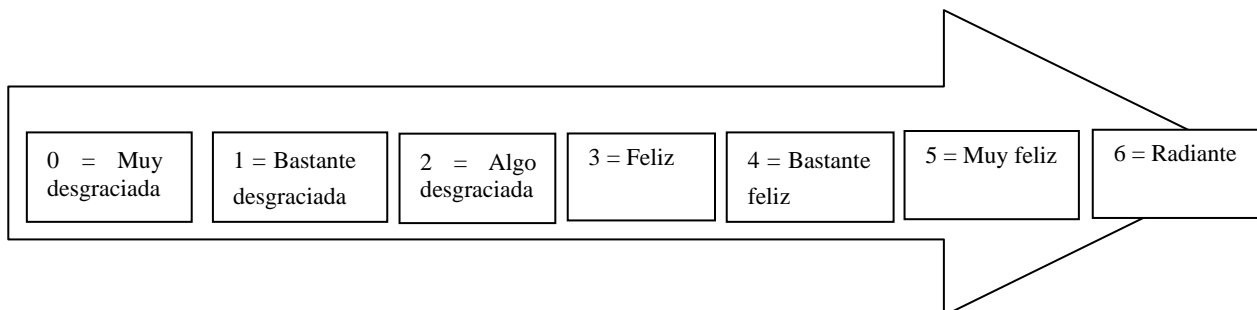 0 = Muy
desgraciada
1 = Bastante
desgraciada
2 = Algo
desgraciada
3 = Feliz
4 = Bastante
feliz
5 = Muy feliz
6 = Radiante